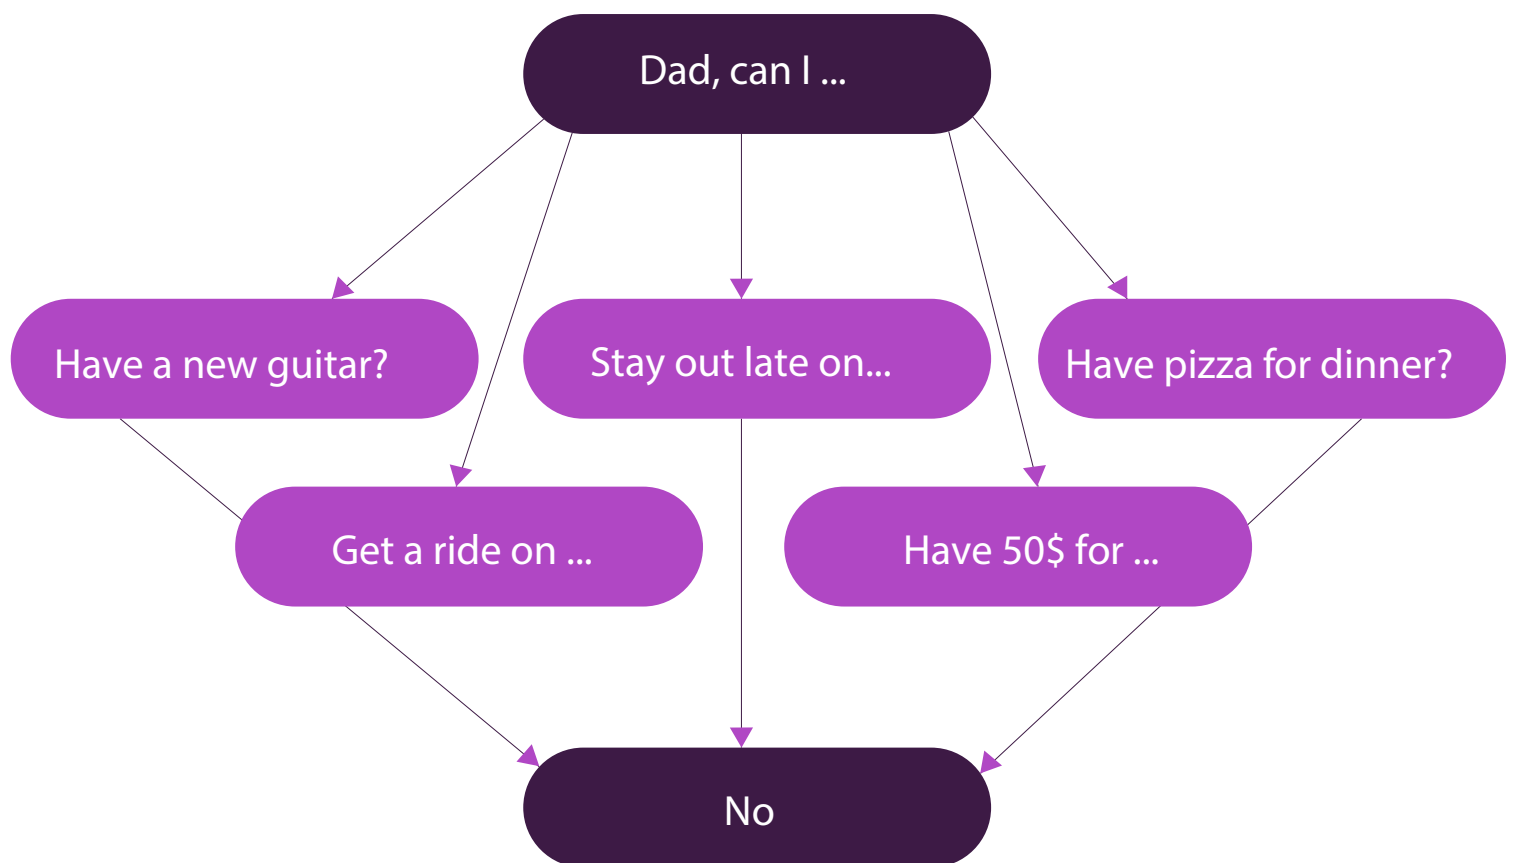 Dad, can I ...
Have a new guitar?
Stay out late on...
Have pizza for dinner?
Get a ride on ...
Have 50$ for ...
No